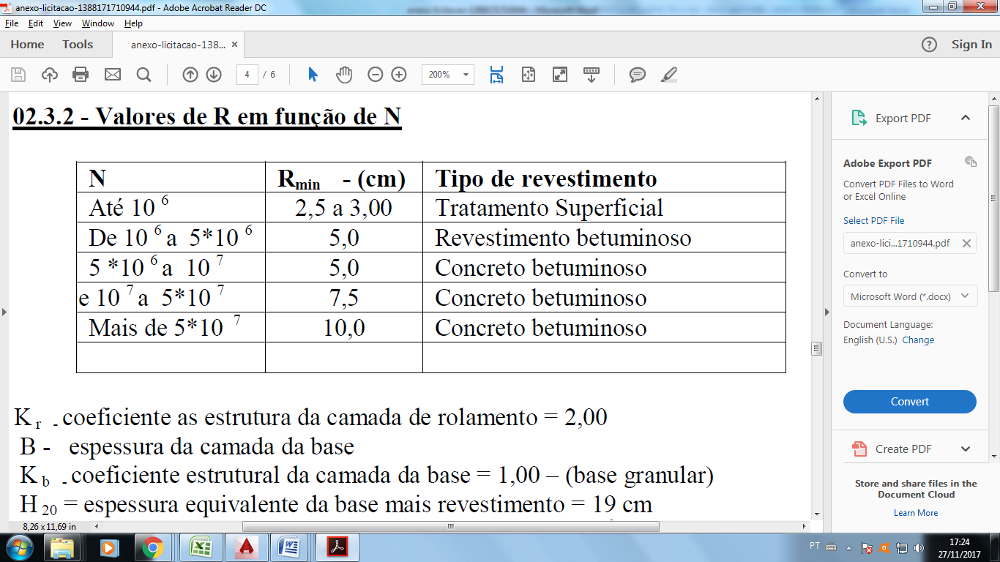 anexo-licitacao-1388171710944.pdf - Adobe Acrobat Reader DC
File Edit View Window Help
Home Tools anexo-licitacao-138... × Sign In
4 / 6 200%
02.3.2 - Valores de R em função de N
N R min - (cm) Tipo de revestimento
Até 10 6 2,5 a 3,00 Tratamento Superficial
De 10 6 a 5*10 6 5,0 Revestimento betuminoso
5 *10 6 a 10 7 5,0 Concreto betuminoso
e 10 7 a 5*10 7 7,5 Concreto betuminoso
Mais de 5*10 7 10,0 Concreto betuminoso
K r - coeficiente as estrutura da camada de rolamento = 2,00
B - espessura da camada da base
K b - coeficiente estrutural da camada da base = 1,00 – (base granular)
H 20 = espessura equivalente da base mais revestimento = 19 cm
8,26 x 11,69 in
Export PDF
Adobe Export PDF
Convert PDF Files to Word
or Excel Online
Select PDF File
anexo-lici...1710944.pdf
Convert to
Microsoft Word (*.docx)
Document Language:
English (U.S.) Change
Convert
Create PDF
Store and share files in the
Document Cloud
Learn More
PT
17:24
27/11/2017